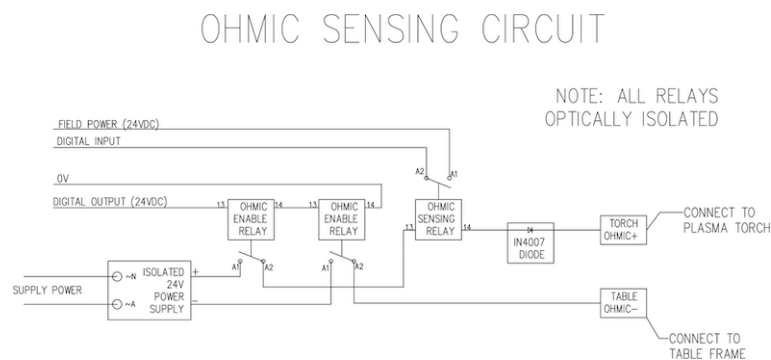 OHMIC SENSING CIRCUIT
NOTE: ALL RELAYS
OPTICALLY ISOLATED
FIELD POWER (24VDC)
DIGITAL INPUT
A2
A1
0V
DIGITAL OUTPUT (24VDC)
13
OHMIC
ENABLE
RELAY
14
13
OHMIC
ENABLE
RELAY
14
13
OHMIC
SENSING
RELAY
14
IN4007
DIODE
TORCH
OHMIC+
CONNECT TO
PLASMA TORCH
SUPPLY POWER
~N
~A
ISOLATED
24V
POWER
SUPPLY
+
-
A1
A2
A1
A2
TABLE
OHMIC-
CONNECT TO
TABLE FRAME